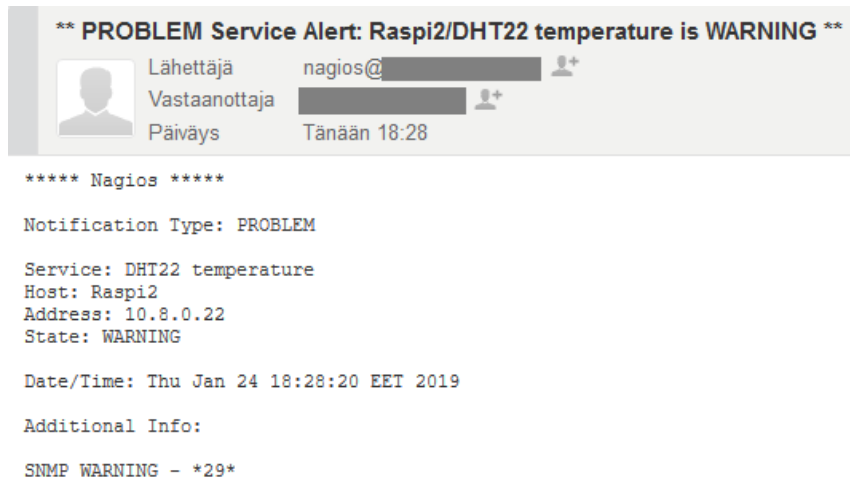 ** PROBLEM Service Alert: Raspi2/DHT22 temperature is WARNING **
Lähettäjä nagios@
Vastaanottaja
Päiväys Tänään 18:28
***** Nagios *****
Notification Type: PROBLEM
Service: DHT22 temperature
Host: Raspi2
Address: 10.8.0.22
State: WARNING
Date/Time: Thu Jan 24 18:28:20 EET 2019
Additional Info:
SNMP WARNING - *29*